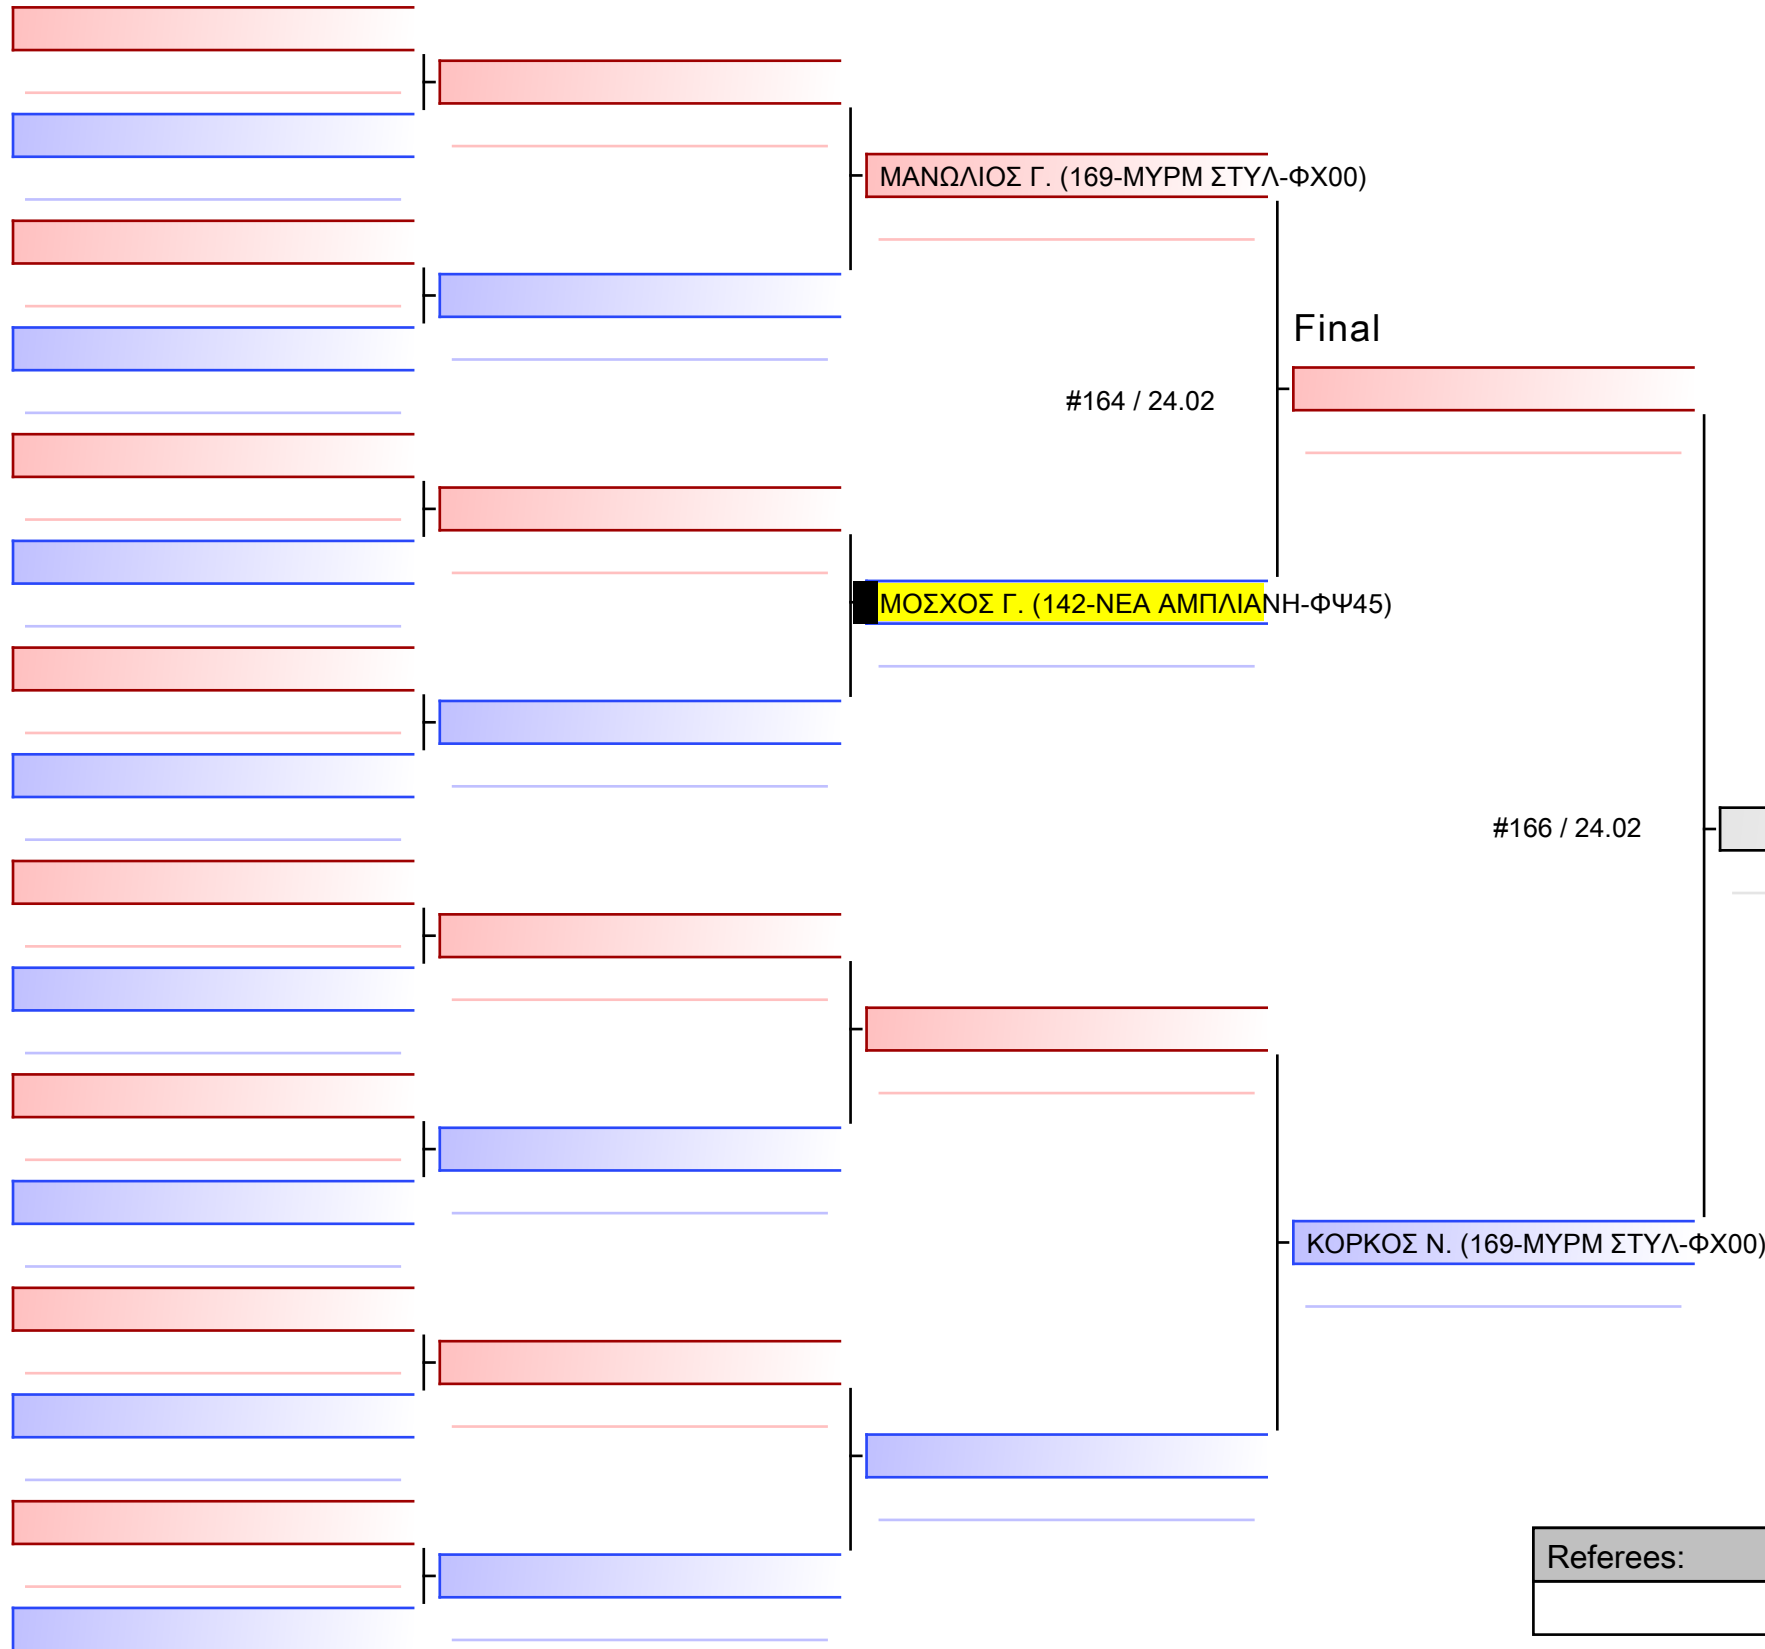 ΜΑΝΩΛΙΟΣ Γ. (169-ΜΥΡΜ ΣΤΥΛ-ΦΧ00)
Final
#164 / 24.02
ΜΟΣΧΟΣ Γ. (142-ΝΕΑ ΑΜΠΛΙΑΝΗ-ΦΨ45)
#166 / 24.02
ΚΟΡΚΟΣ Ν. (169-ΜΥΡΜ ΣΤΥΛ-ΦΧ00)
Referees: